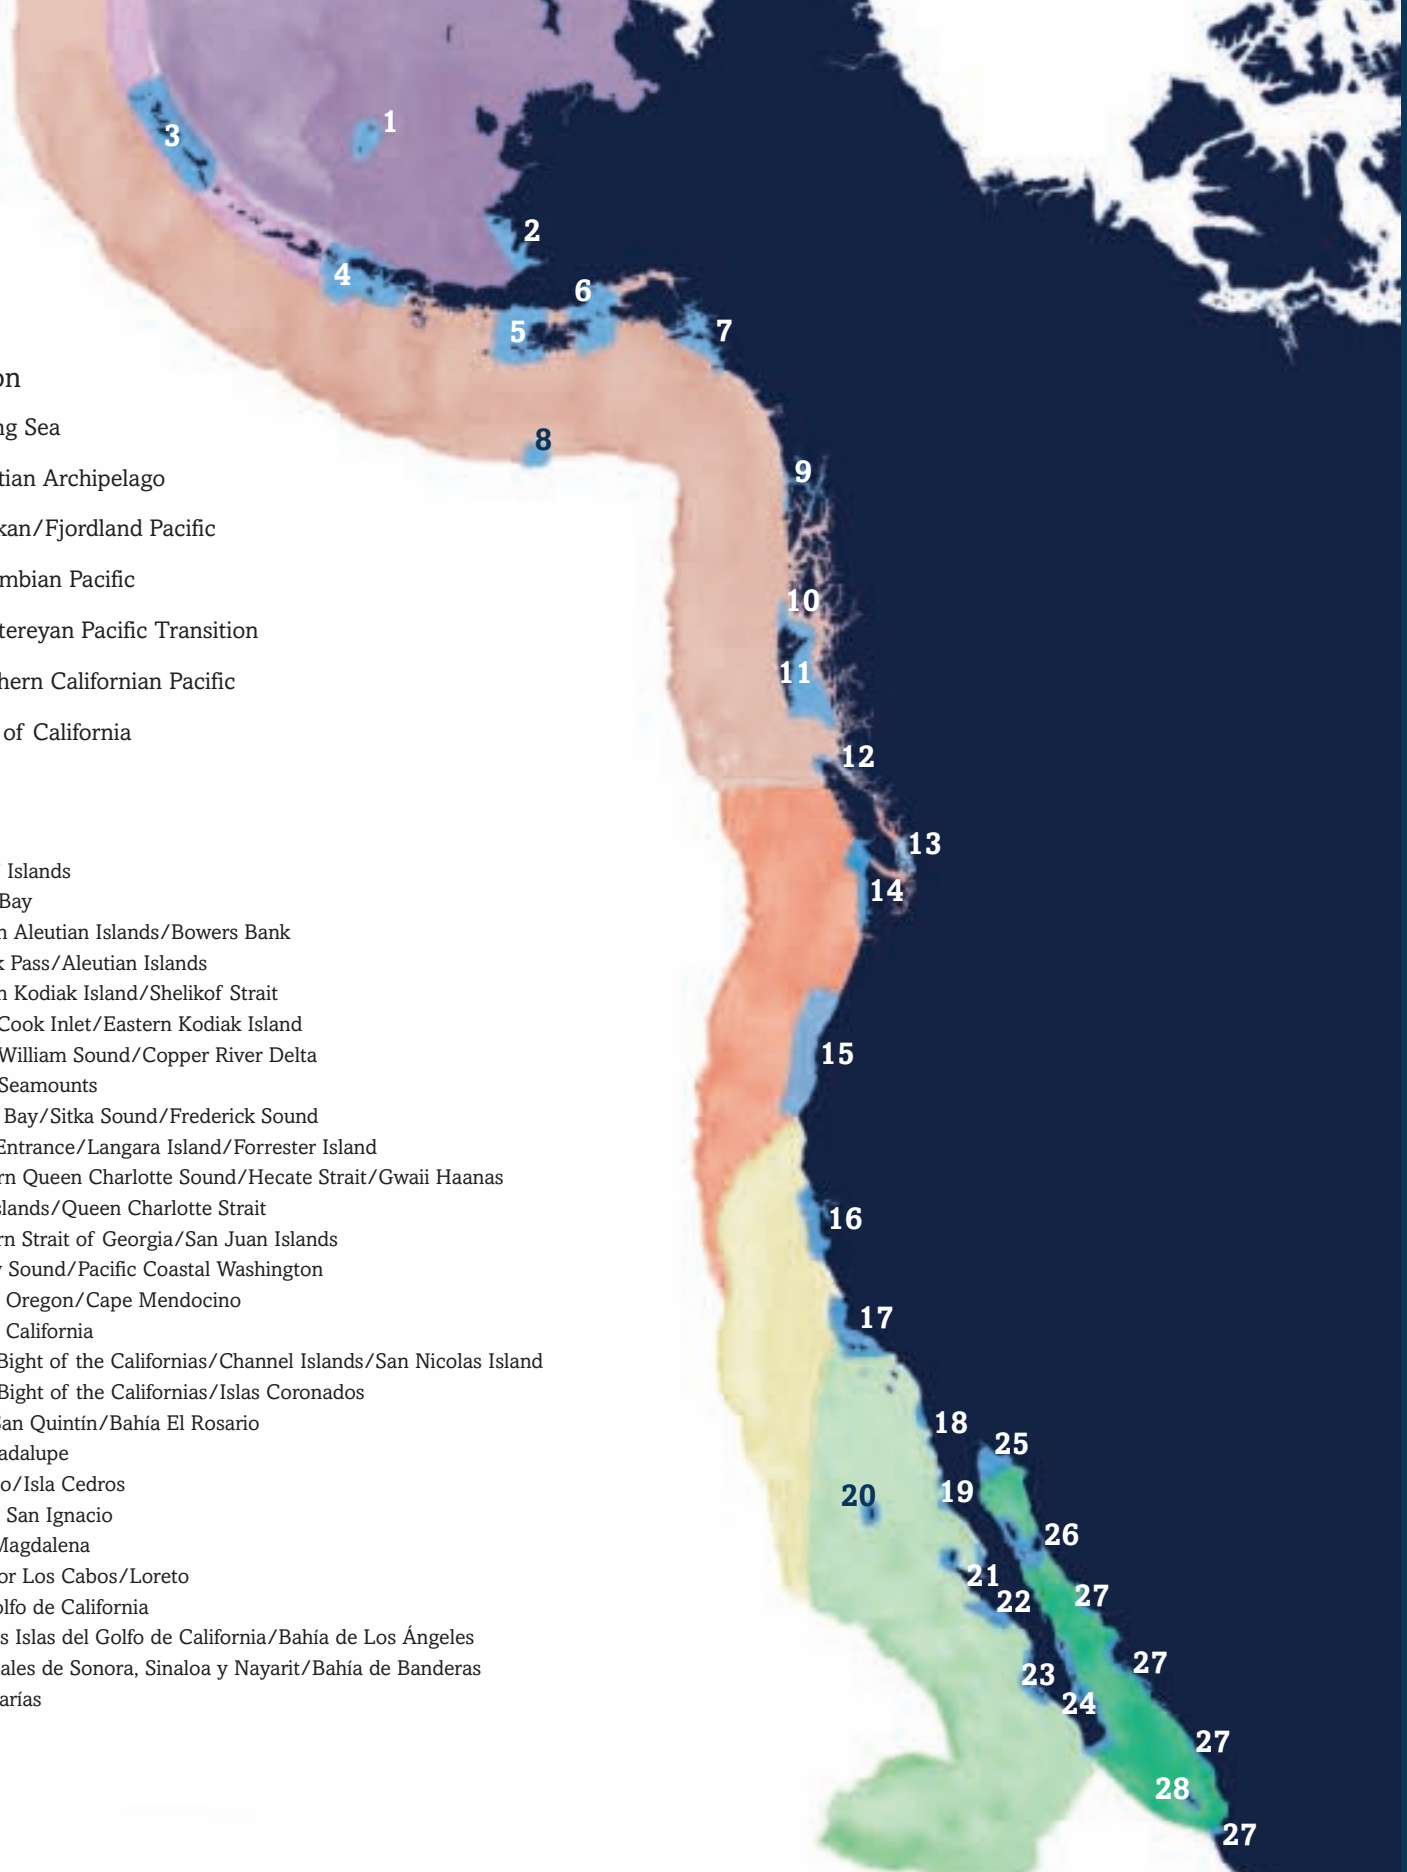 1
3
2
4
6
5
7
on
ng Sea
8
tian Archipelago
9
kan/Fjordland Pacific
mbian Pacific
10
tereyan Pacific Transition
11
hern Californian Pacific
of California
12
13
Islands
14
Bay
n Aleutian Islands/Bowers Bank
k Pass/Aleutian Islands
n Kodiak Island/Shelikof Strait
Cook Inlet/Eastern Kodiak Island
William Sound/Copper River Delta
15
Seamounts
Bay/Sitka Sound/Frederick Sound
Entrance/Langara Island/Forrester Island
rn Queen Charlotte Sound/Hecate Strait/Gwaii Haanas
slands/Queen Charlotte Strait
16
rn Strait of Georgia/San Juan Islands
y Sound/Pacific Coastal Washington
Oregon/Cape Mendocino
17
California
Bight of the Californias/Channel Islands/San Nicolas Island
Bight of the Californias/Islas Coronados
San Quintín/Bahía El Rosario
18
25
adalupe
o/Isla Cedros
20
19
San Ignacio
26
Magdalena
or Los Cabos/Loreto
21
27
22
olfo de California
s Islas del Golfo de California/Bahía de Los Ángeles
ales de Sonora, Sinaloa y Nayarit/Bahía de Banderas
27
23
arías
24
27
28
27